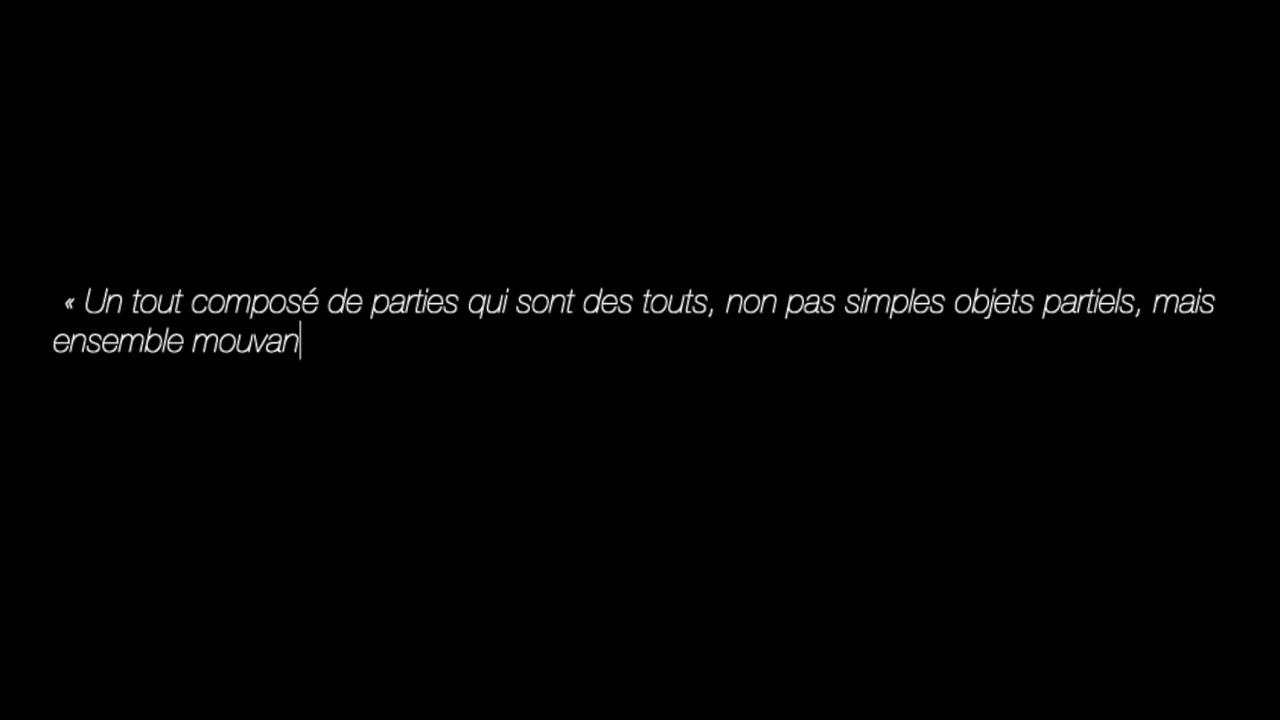 « Un tout composé de parties qui sont des touts, non pas simples objets partiels, mais
ensemble mouvan